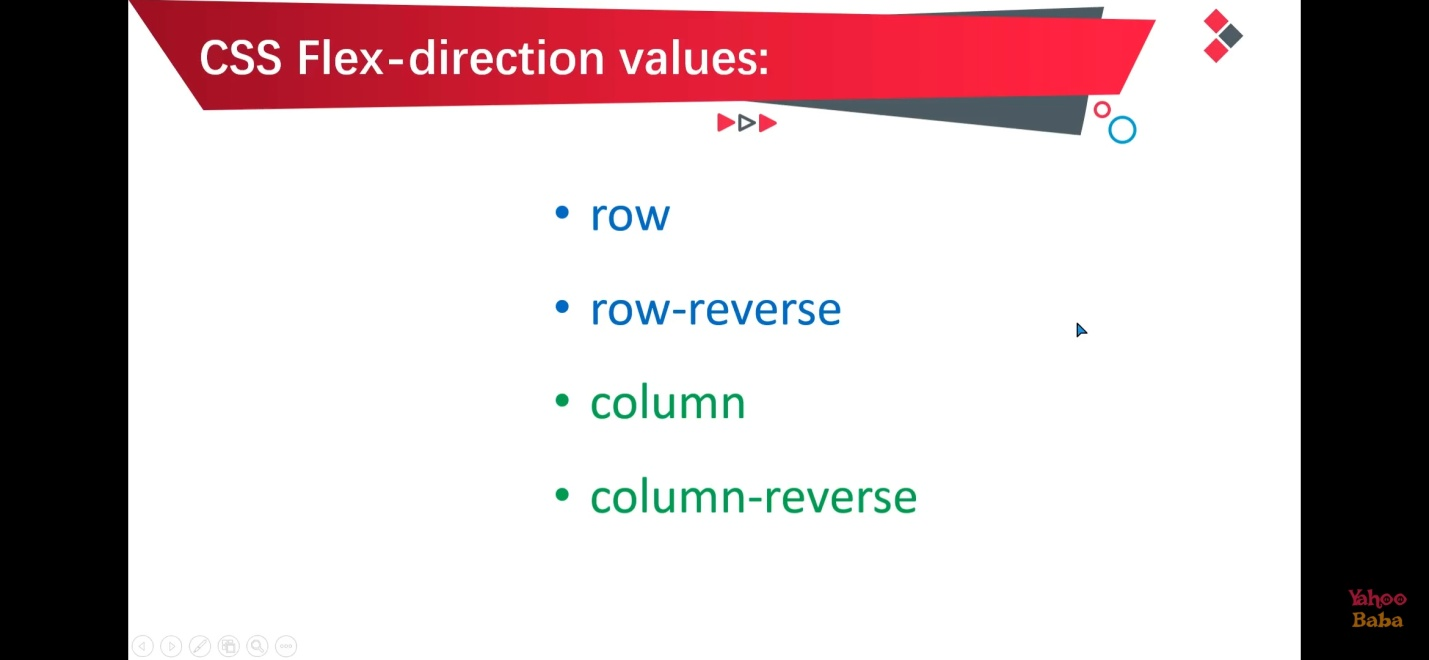 CSS Flex-direction values:
• row
• row-reverse
• column
• column-reverse
Yahoo
Baba